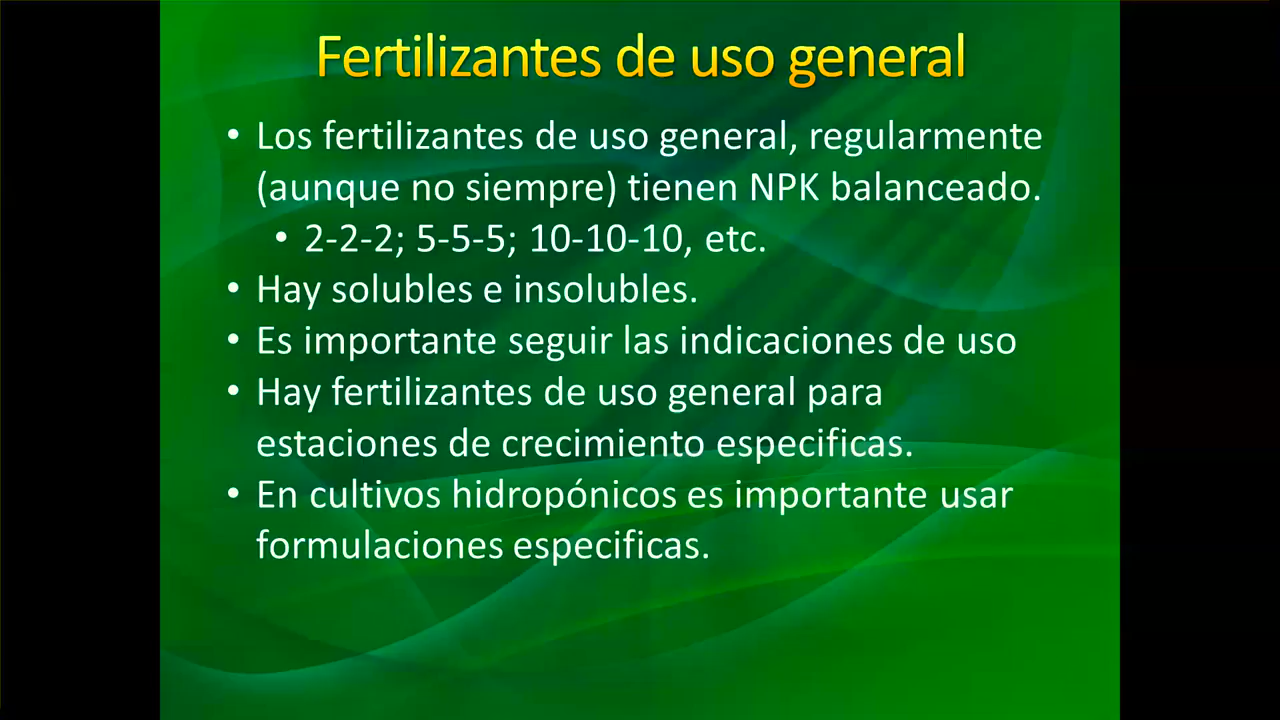 Fertilizantes de uso general
• Los fertilizantes de uso general, regularmente
(aunque no siempre) tienen NPK balanceado.
• 2-2-2; 5-5-5; 10-10-10, etc.
• Hay solubles e insolubles.
• Es importante seguir las indicaciones de uso
• Hay fertilizantes de uso general para
estaciones de crecimiento especificas.
• En cultivos hidropónicos es importante usar
formulaciones especificas.